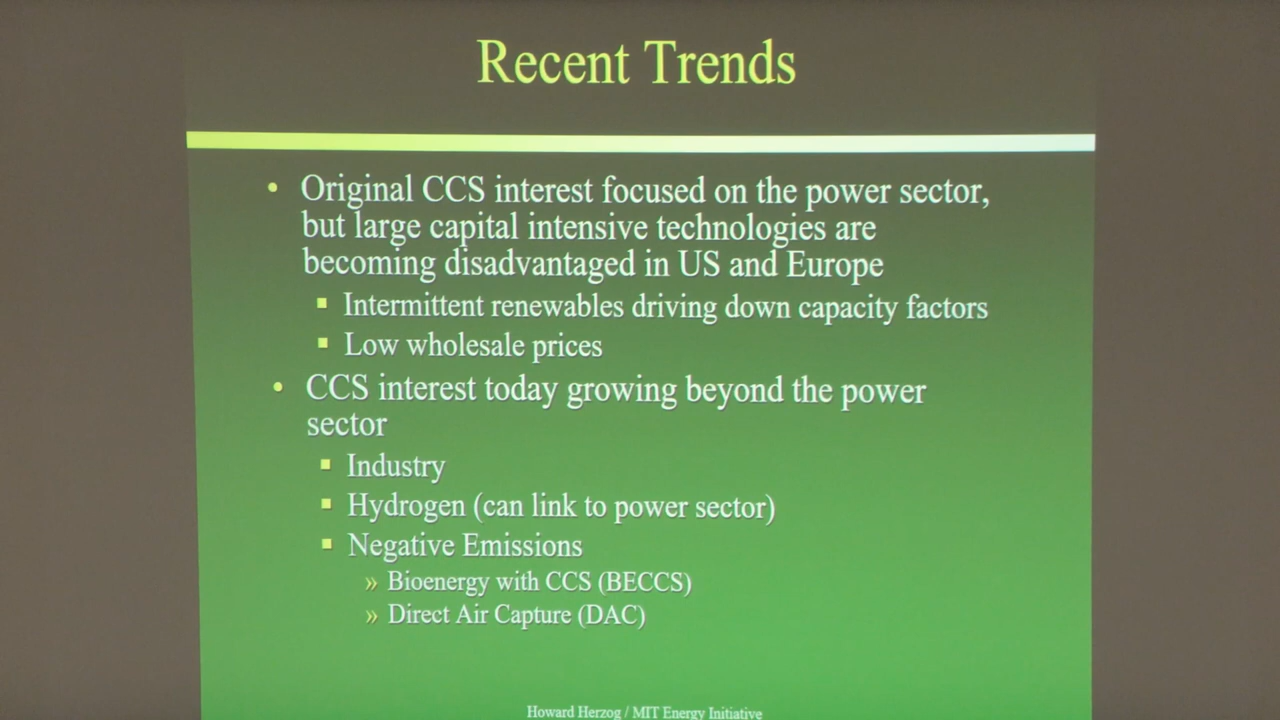 Recent Trends
• Original CCS interest focused on the power sector,
but large capital intensive technologies are
becoming disadvantaged in US and Europe
▪ Intermittent renewables driving down capacity factors
▪ Low wholesale prices
• CCS interest today growing beyond the power
sector
▪ Industry
▪ Hydrogen (can link to power sector)
▪ Negative Emissions
» Bioenergy with CCS (BECCS)
» Direct Air Capture (DAC)
Howard Herzog / MIT Energy Initiative